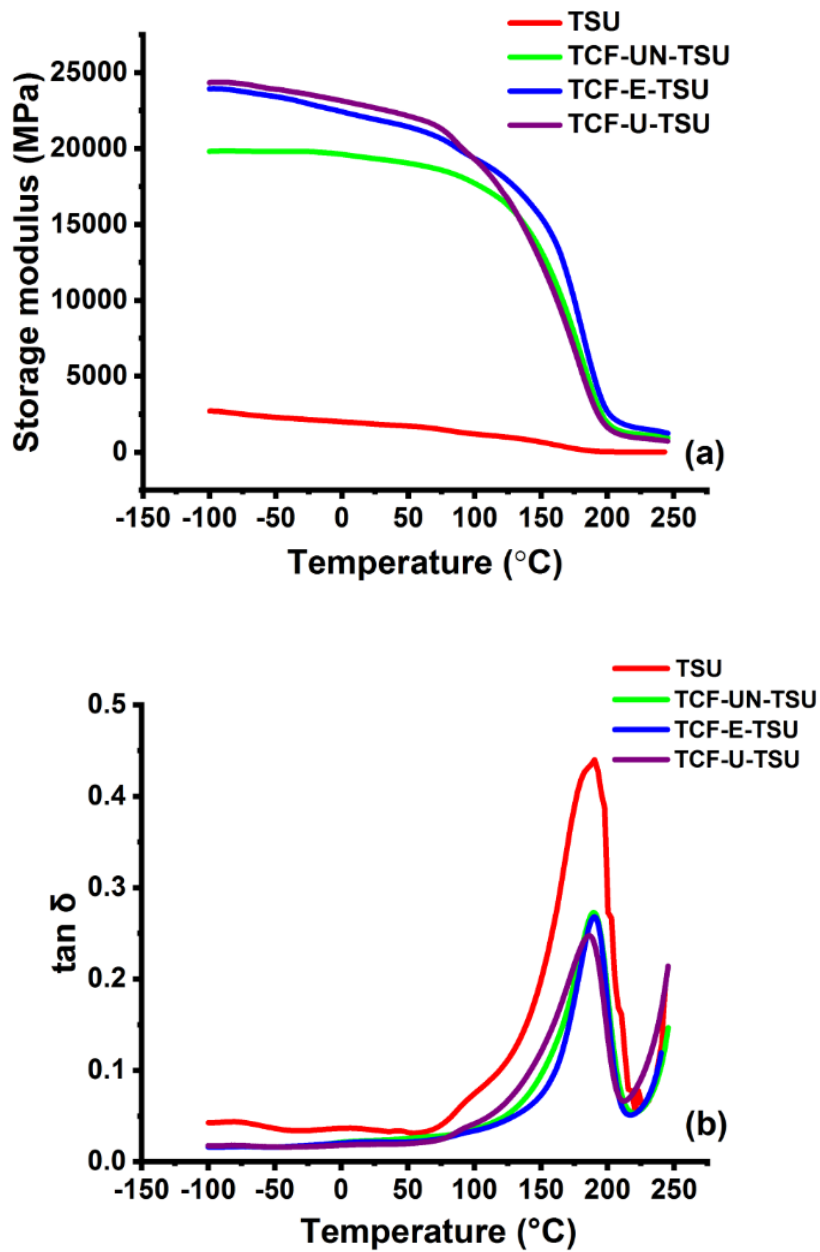 TSU
TCF-UN-TSU
TCF-E-TSU
TCF-U-TSU
25000
20000
15000
10000
5000
0
Storage modulus (MPa)
(a)
-150 -100 -50 0 50 100 150 200 250
Temperature (°C)
TSU
TCF-UN-TSU
TCF-E-TSU
TCF-U-TSU
0.5
0.4
0.3
0.2
0.1
0.0
tan δ
(b)
-150 -100 -50 0 50 100 150 200 250
Temperature (°C)